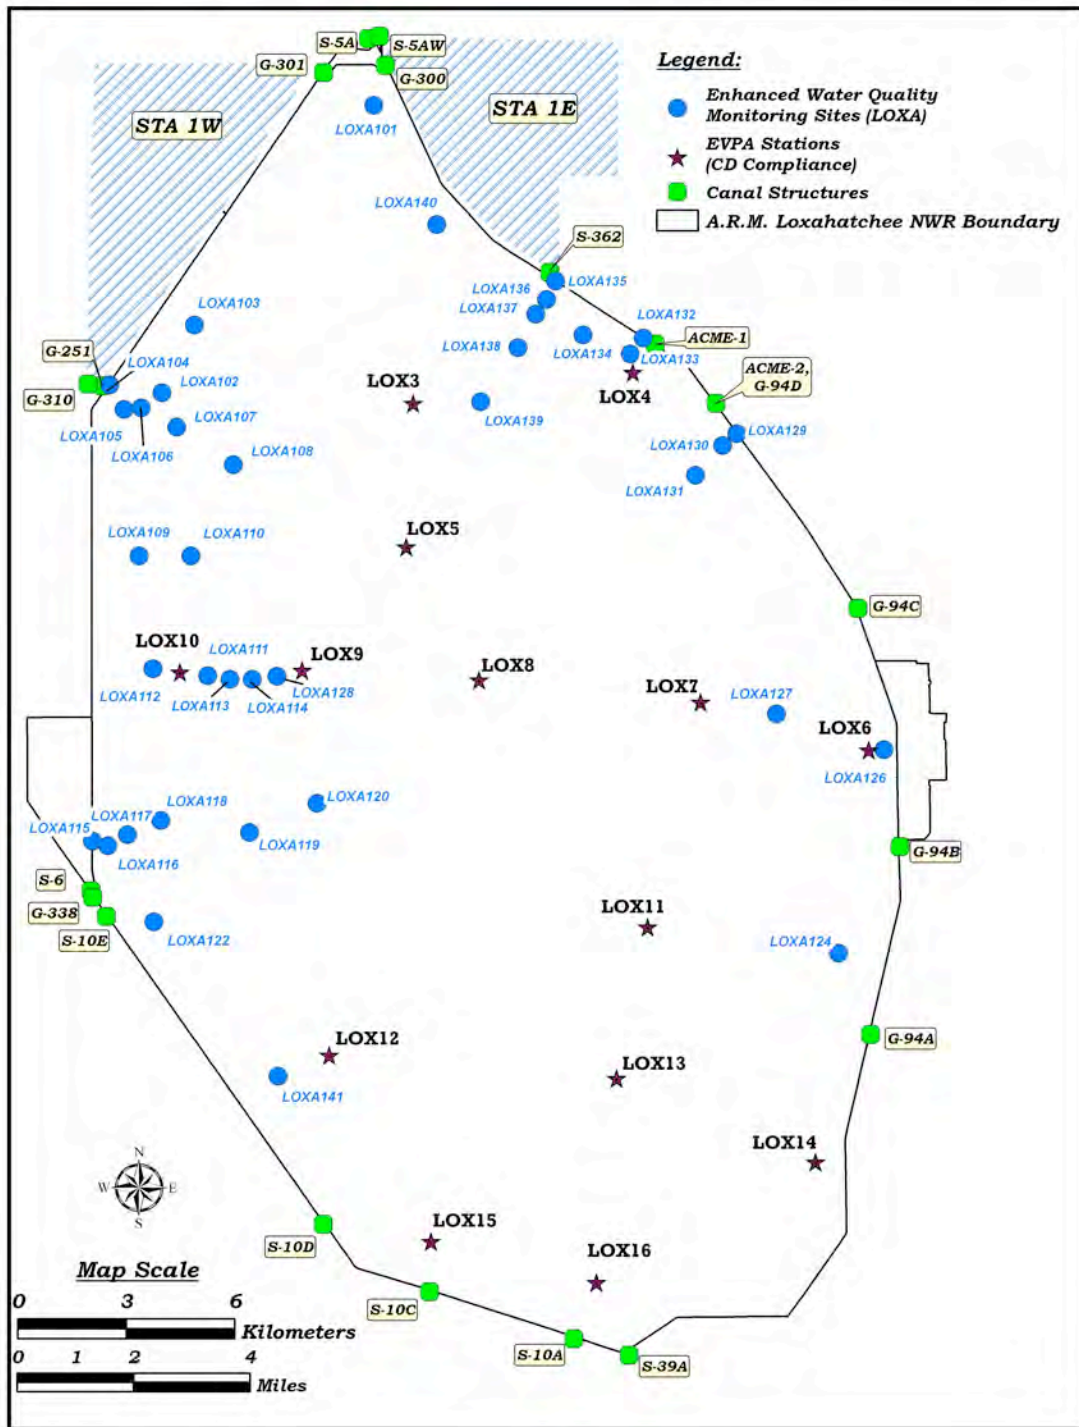 S-5A
S-5AW
G-301
G-300
Legend:
Enhanced Water Quality
Monitoring Sites (LOXA)
EVPA Stations
(CD Compliance)
Canal Structures
A.R.M. Loxahatchee NWR Boundary
STA 1W
STA 1E
LOXA101
LOXA140
S-362
LOXA135
LOXA136
LOXA137
LOXA103
LOXA132
ACME-1
G-251
LOXA104
LOXA138
LOXA134
LOXA133
LOX3
LOX4
ACME-2,
G-94D
G-310
LOXA102
LOXA105
LOXA107
LOXA106
LOXA139
LOXA130
LOXA129
LOXA108
LOXA131
LOXA109
LOXA110
LOX5
G-94C
LOX10
LOXA111
LOX9
LOX8
LOX7
LOXA112
LOXA113
LOXA114
LOXA128
LOXA127
LOX6
LOXA126
LOXA118
LOXA120
LOXA117
LOXA115
LOXA119
LOXA116
G-94B
S-6
G-338
S-10E
LOXA122
LOX11
LOXA124
LOX12
G-94A
LOX13
LOXA141
LOX14
N
W
E
S
LOX15
S-10D
LOX16
Map Scale
S-10C
0 3 6
Kilometers
S-10A
S-39A
0 1 2 4
Miles